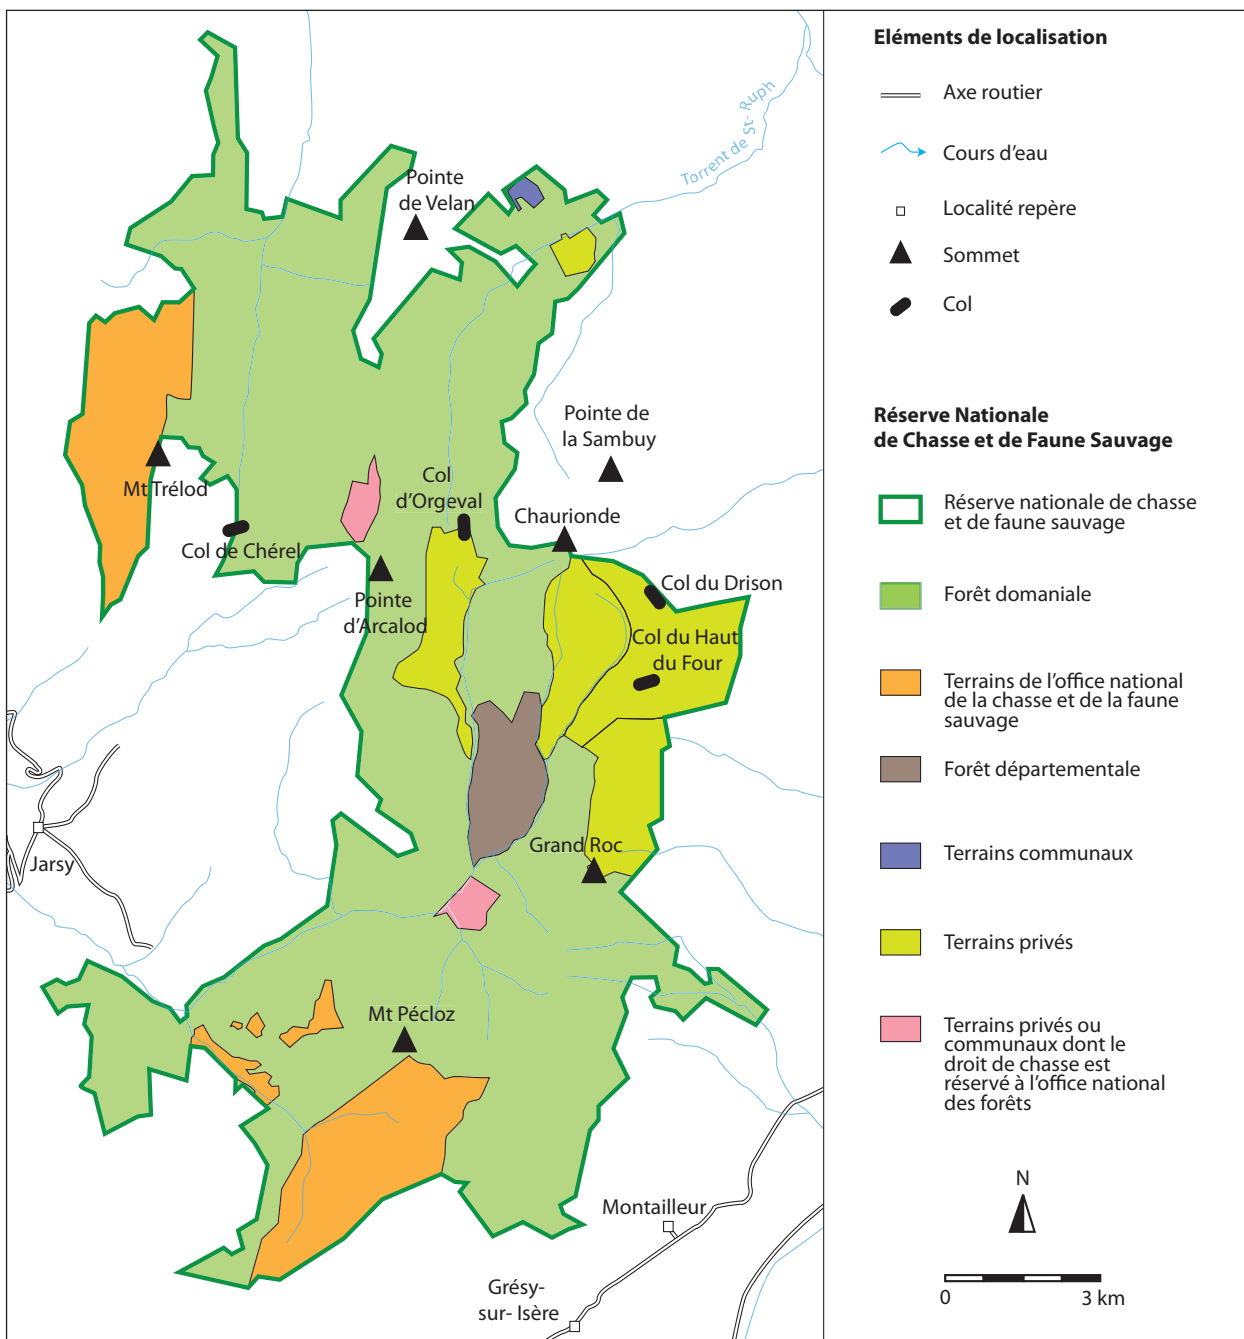 Torrent de St- Ruph
Pointe
de Velan
Pointe de
la Sambuy
Mt Trélod
Col
d'Orgeval
Chaurionde
Col de Chérel
Pointe
d'Arcalod
Col du Drison
Col du Haut
du Four
Grand Roc
Jarsy
Mt Pécloz
Montailleur
Grésy-
sur- Isère
Eléments de localisation
Axe routier
Cours d'eau
Localité repère
Sommet
Col
Réserve Nationale
de Chasse et de Faune Sauvage
Réserve nationale de chasse
et de faune sauvage
Forêt domaniale
Terrains de l'office national
de la chasse et de la faune
sauvage
Forêt départementale
Terrains communaux
Terrains privés
Terrains privés ou
communaux dont le
droit de chasse est
réservé à l'office national
des forêts
N
0 3 km